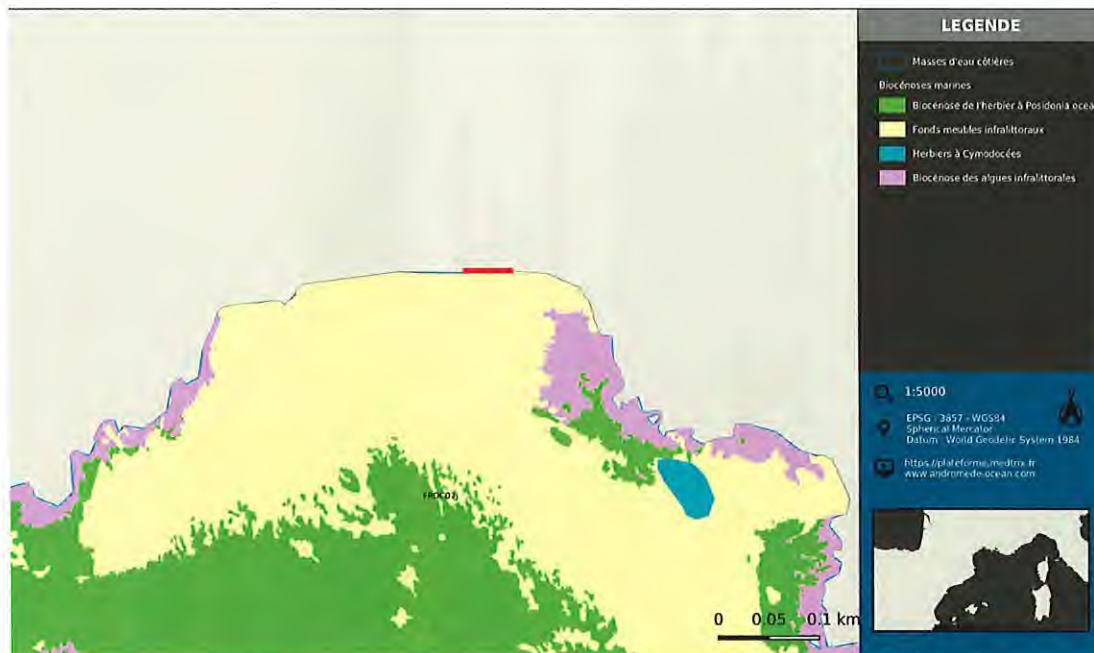 LEGENDE
Masses d'eau côtières
Biocénoses marines
Biocénose de l'herbier à Posidonia ocea
Fonds meubles infralittoraux
Herbiers à Cymodocées
Biocénose des algues infralittorales
1:5000
EPSG : 3857 - WGS84
Spherical Mercator
Datum : World Geodetic System 1984
https://plateforme.medtrix.fr
www.andromede-ocean.com
0 0.05 0.1 km